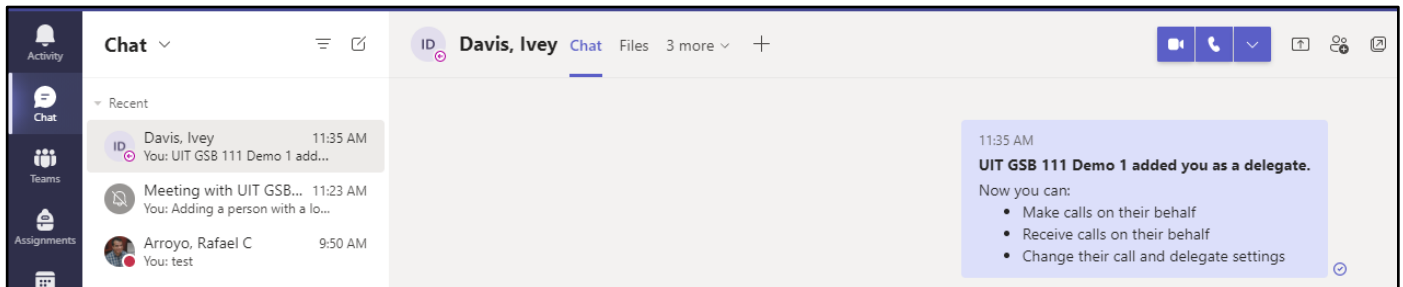 Activity
Chat
Teams
Assignments
Chat
Recent
ID
Davis, Ivey 11:35 AM
You: UIT GSB 111 Demo 1 add...
Meeting with UIT GSB... 11:23 AM
You: Adding a person with a lo...
Arroyo, Rafael C 9:50 AM
You: test
ID Davis, Ivey Chat Files 3 more
11:35 AM
UIT GSB 111 Demo 1 added you as a delegate.
Now you can:
• Make calls on their behalf
• Receive calls on their behalf
• Change their call and delegate settings